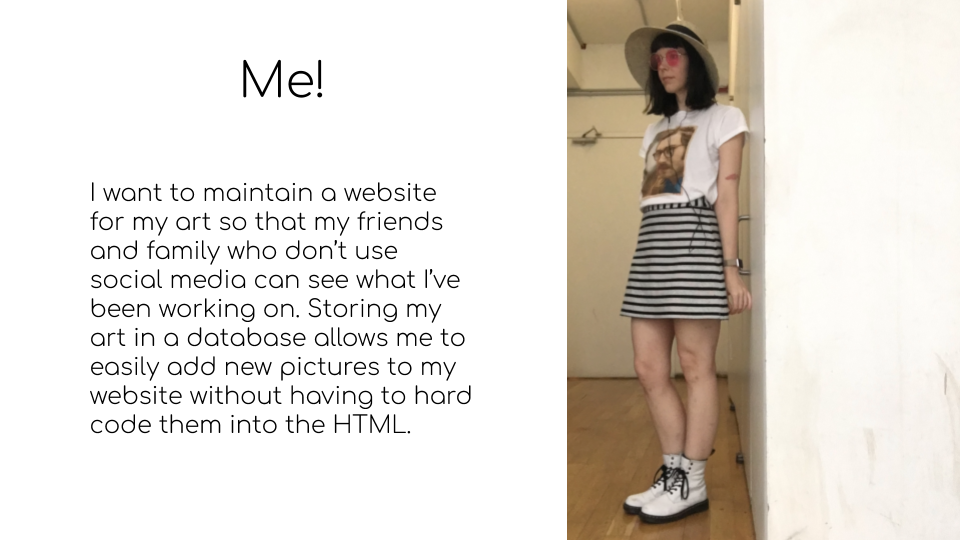 Me!
I want to maintain a website
for my art so that my friends
and family who don’t use
social media can see what I’ve
been working on. Storing my
art in a database allows me to
easily add new pictures to my
website without having to hard
code them into the HTML.